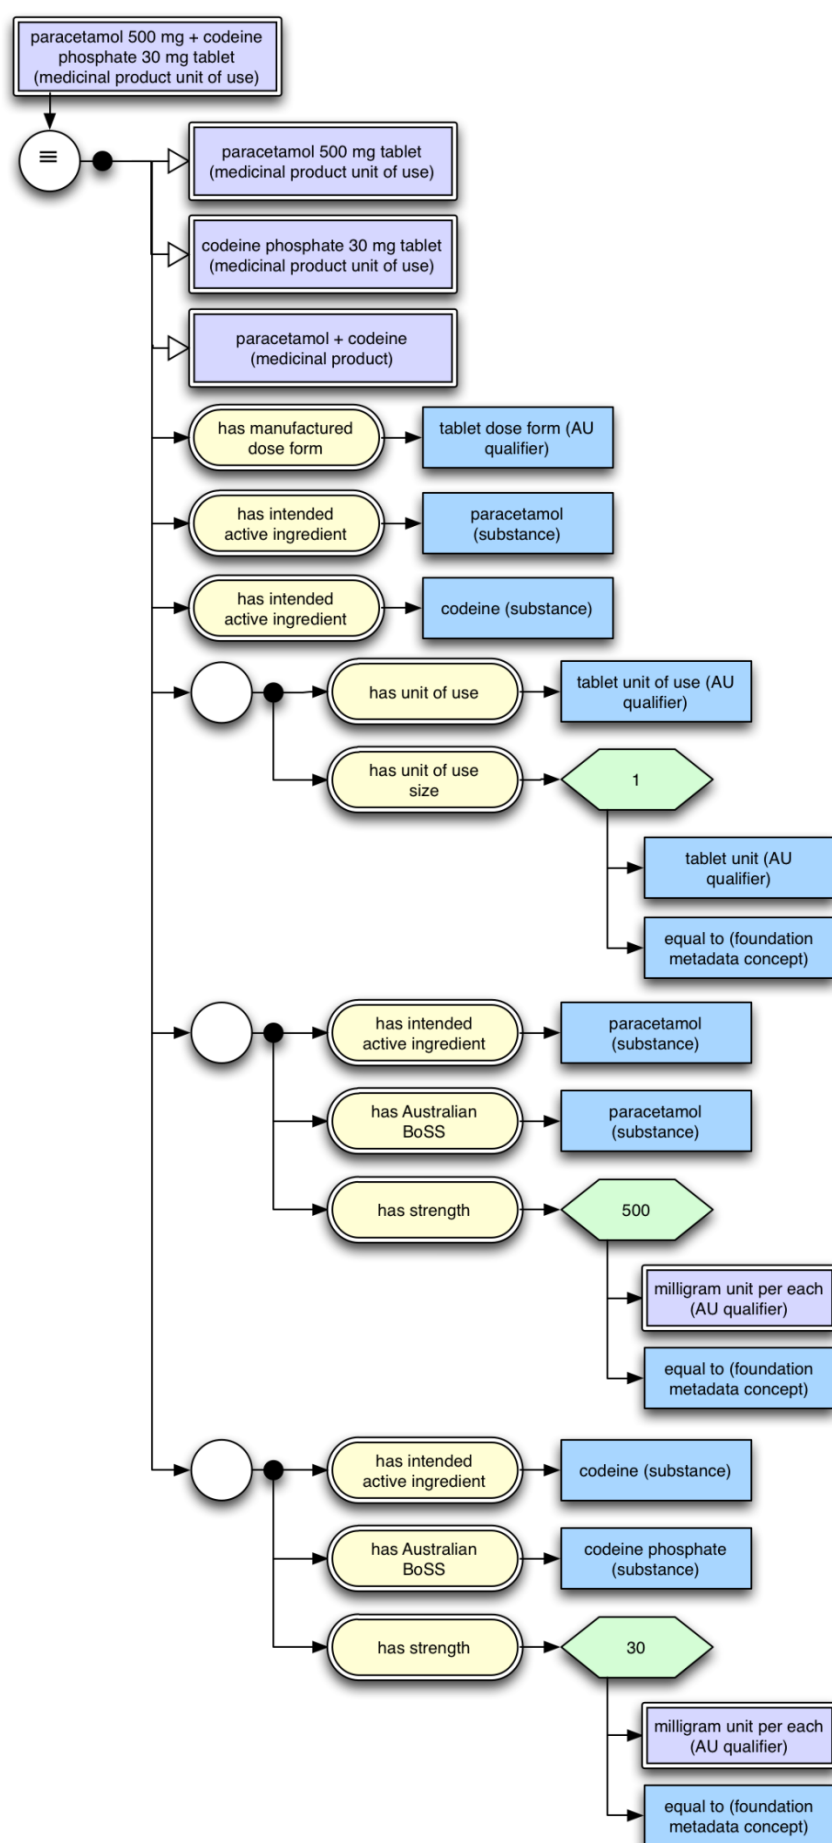 paracetamol 500 mg + codeine
phosphate 30 mg tablet
(medicinal product unit of use)
≡
paracetamol 500 mg tablet
(medicinal product unit of use)
codeine phosphate 30 mg tablet
(medicinal product unit of use)
paracetamol + codeine
(medicinal product)
has manufactured
dose form
tablet dose form (AU
qualifier)
has intended
active ingredient
paracetamol
(substance)
has intended
active ingredient
codeine (substance)
has unit of use
tablet unit of use (AU
qualifier)
has unit of use
size
1
tablet unit (AU
qualifier)
equal to (foundation
metadata concept)
has intended
active ingredient
paracetamol
(substance)
has Australian
BoSS
paracetamol
(substance)
has strength
500
milligram unit per each
(AU qualifier)
equal to (foundation
metadata concept)
has intended
active ingredient
codeine (substance)
has Australian
BoSS
codeine phosphate
(substance)
has strength
30
milligram unit per each
(AU qualifier)
equal to (foundation
metadata concept)